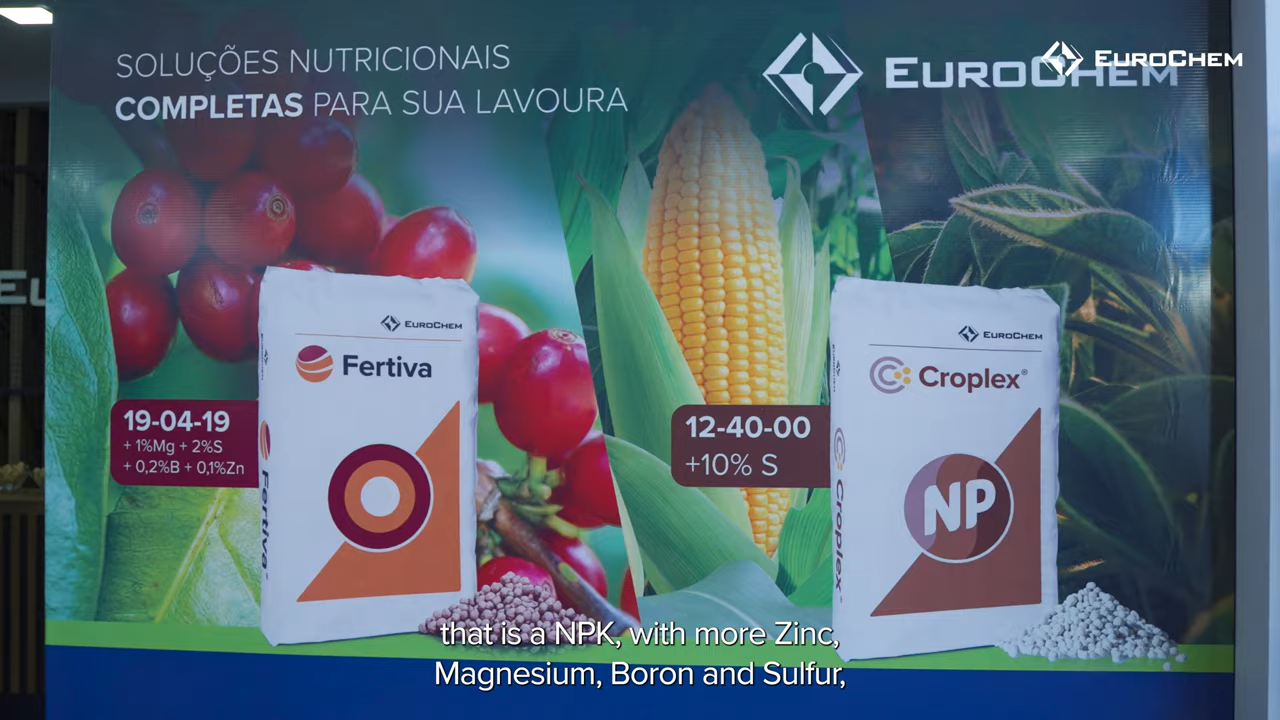 SOLUÇÕES NUTRICIONAIS
COMPLETAS PARA SUA LAVOURA
EUROCHEM
EUROCHEM
EUROCHEM
Fertiva
19-04-19
+ 1%Mg + 2%S
+ 0,2%B + 0,1%Zn
Fertiva
EUROCHEM
Croplex®
12-40-00
+10% S
NP
Croplex®
that is a NPK, with more Zinc,
Magnesium, Boron and Sulfur,